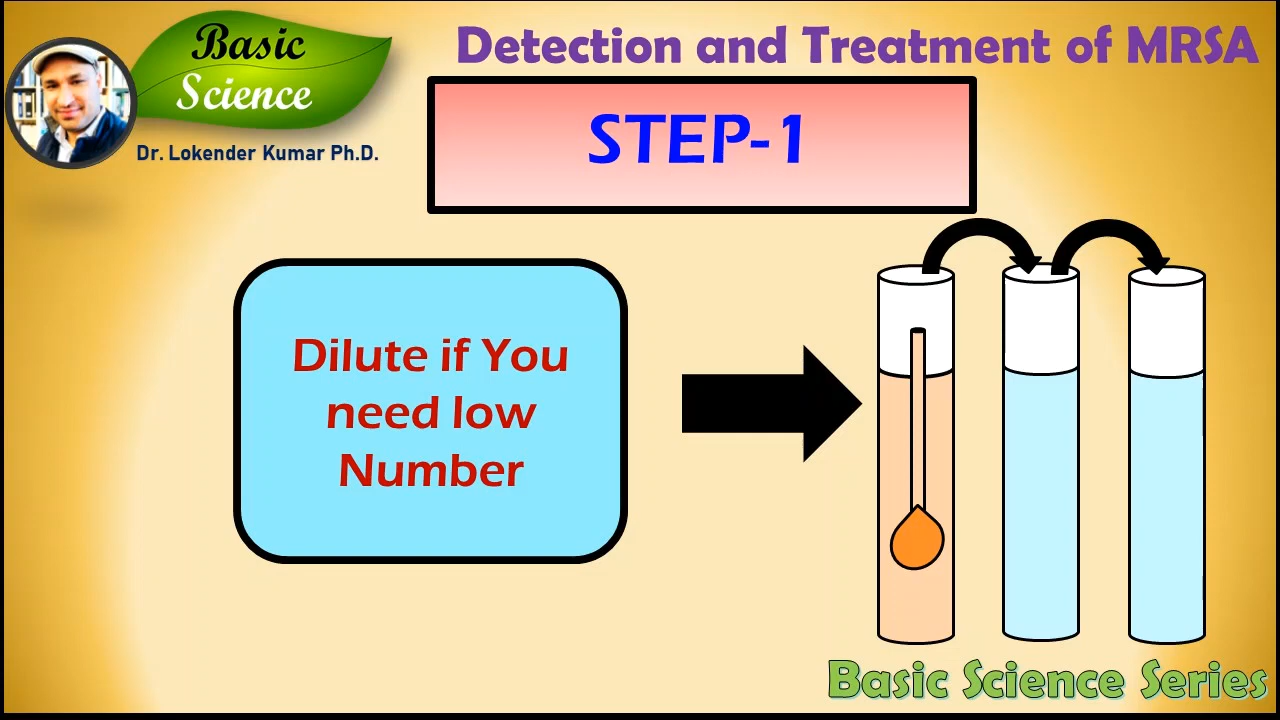 Basic
Science
Dr. Lokender Kumar Ph.D.
Detection and Treatment of MRSA
STEP-1
Dilute if You
need low
Number
Basic Science Series